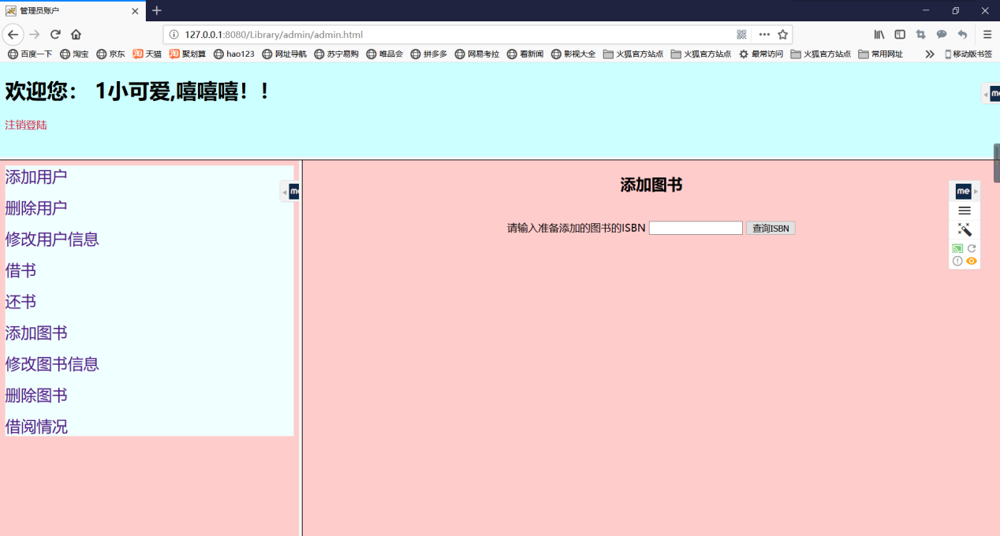 管理员账户
127.0.0.1:8080/Library/admin/admin.html
百度一下 淘宝 京东 天猫 聚划算 hao123 网址导航 苏宁易购 唯品会 拼多多 网易考拉 看新闻 影视大全 火狐官方站点 火狐官方站点 最常访问 火狐官方站点 常用网址 移动版书签
欢迎您： 1小可爱,嘻嘻嘻！！
注销登陆
添加用户
删除用户
修改用户信息
借书
还书
添加图书
修改图书信息
删除图书
借阅情况
添加图书
请输入准备添加的图书的ISBN 查询ISBN
me